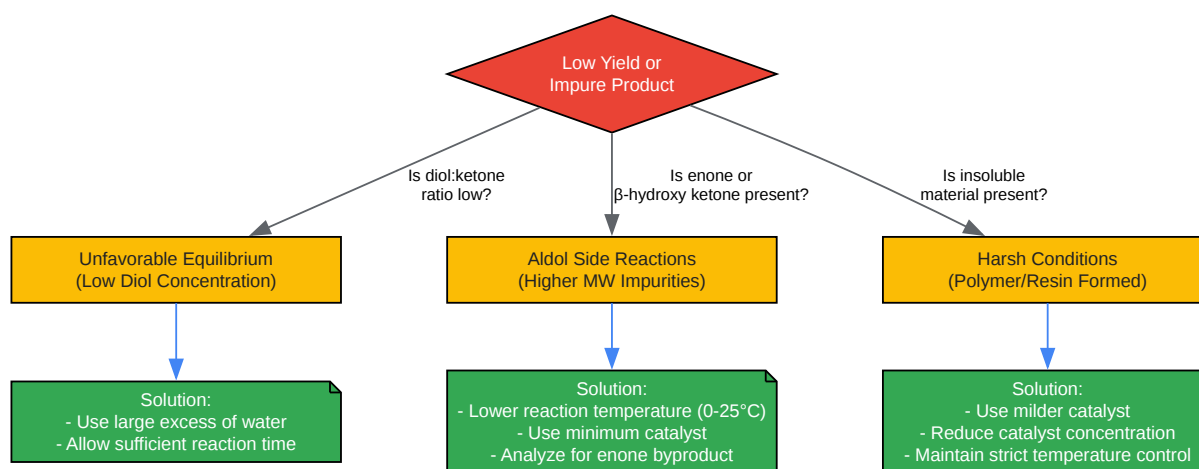 Low Yield or
Impure Product
Is diol:ketone
ratio low?
Is enone or
β-hydroxy ketone present?
Is insoluble
material present?
Unfavorable Equilibrium
(Low Diol Concentration)
Aldol Side Reactions
(Higher MW Impurities)
Harsh Conditions
(Polymer/Resin Formed)
Solution:
- Use large excess of water
- Allow sufficient reaction time
Solution:
- Lower reaction temperature (0-25°C)
- Use minimum catalyst
- Analyze for enone byproduct
Solution:
- Use milder catalyst
- Reduce catalyst concentration
- Maintain strict temperature control